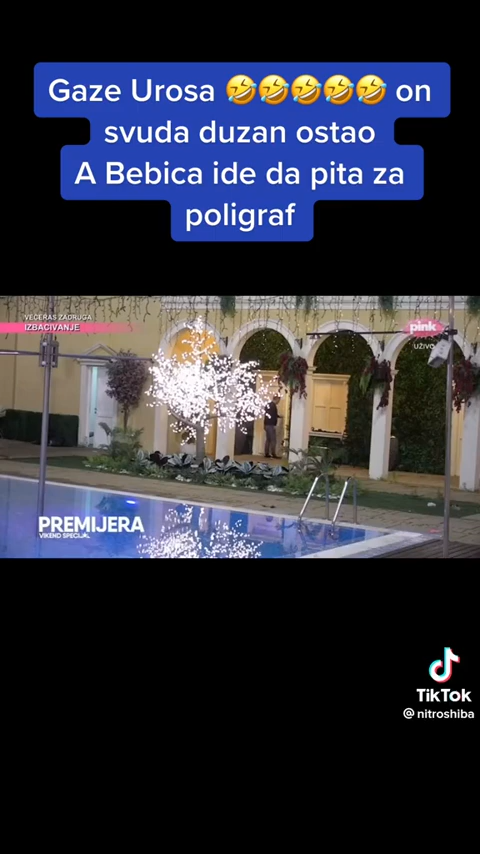 Gaze Urosa 🤣🤣🤣🤣🤣 on
svuda duzan ostao
A Bebica ide da pita za
poligraf
VEČERAS ZADRUGA
IZBACIVANJE
pink
UŽIVO
PREMIJERA
VIKEND SPECIJAL
TikTok
@nitroshiba